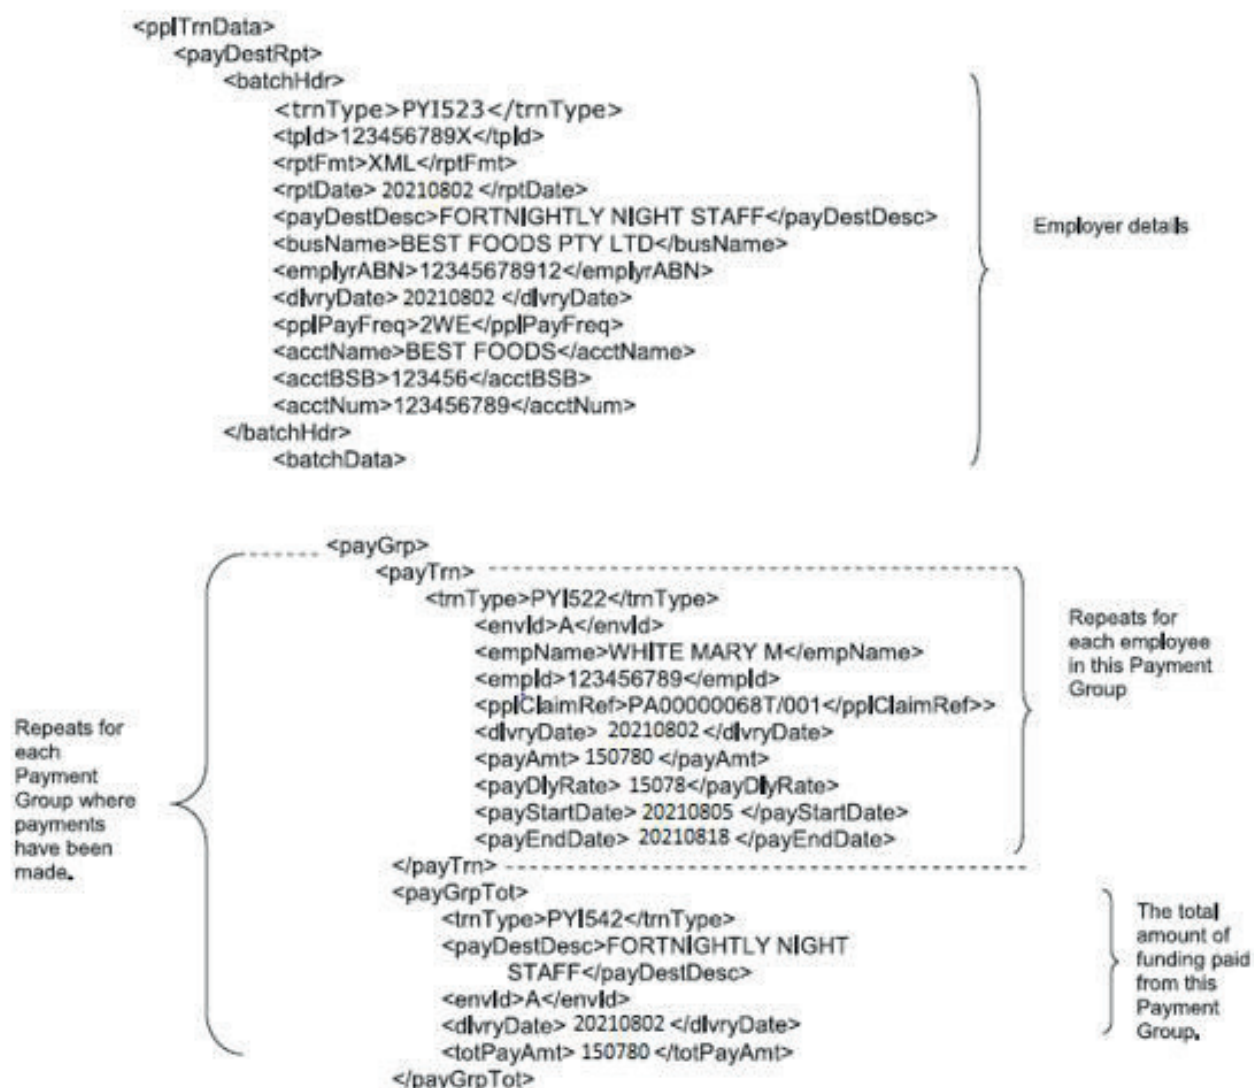 <pplTrnData>
<payDestRpt>
<batchHdr>
<trnType>PYI523</trnType>
<tpId>123456789X</tpId>
<rptFmt>XML</rptFmt>
<rptDate> 20210802 </rptDate>
<payDestDesc>FORTNIGHTLY NIGHT STAFF</payDestDesc>
<busName>BEST FOODS PTY LTD</busName>
<emplyrABN>12345678912</emplyrABN>
<dlvryDate> 20210802 </dlvryDate>
<pplPayFreq>2WE</pplPayFreq>
<acctName>BEST FOODS</acctName>
<acctBSB>123456</acctBSB>
<acctNum>123456789</acctNum>
</batchHdr>
<batchData>
Employer details
<payGrp>
<payTrn>
<trnType>PYI522</trnType>
<envId>A</envId>
<empName>WHITE MARY M</empName>
<empId>123456789</empId>
<pplClaimRef>PA00000068T/001</pplClaimRef>>
<dlvryDate> 20210802 </dlvryDate>
<payAmt> 150780 </payAmt>
<payDlyRate> 15078</payDlyRate>
<payStartDate> 20210805 </payStartDate>
<payEndDate> 20210818 </payEndDate>
</payTrn>
Repeats for
each employee
in this Payment
Group
Repeats for
each
Payment
Group where
payments
have been
made.
<payGrpTot>
<trnType>PYI542</trnType>
<payDestDesc>FORTNIGHTLY NIGHT
STAFF</payDestDesc>
<envId>A</envId>
<dlvryDate> 20210802 </dlvryDate>
<totPayAmt> 150780 </totPayAmt>
</payGrpTot>
The total
amount of
funding paid
from this
Payment
Group.